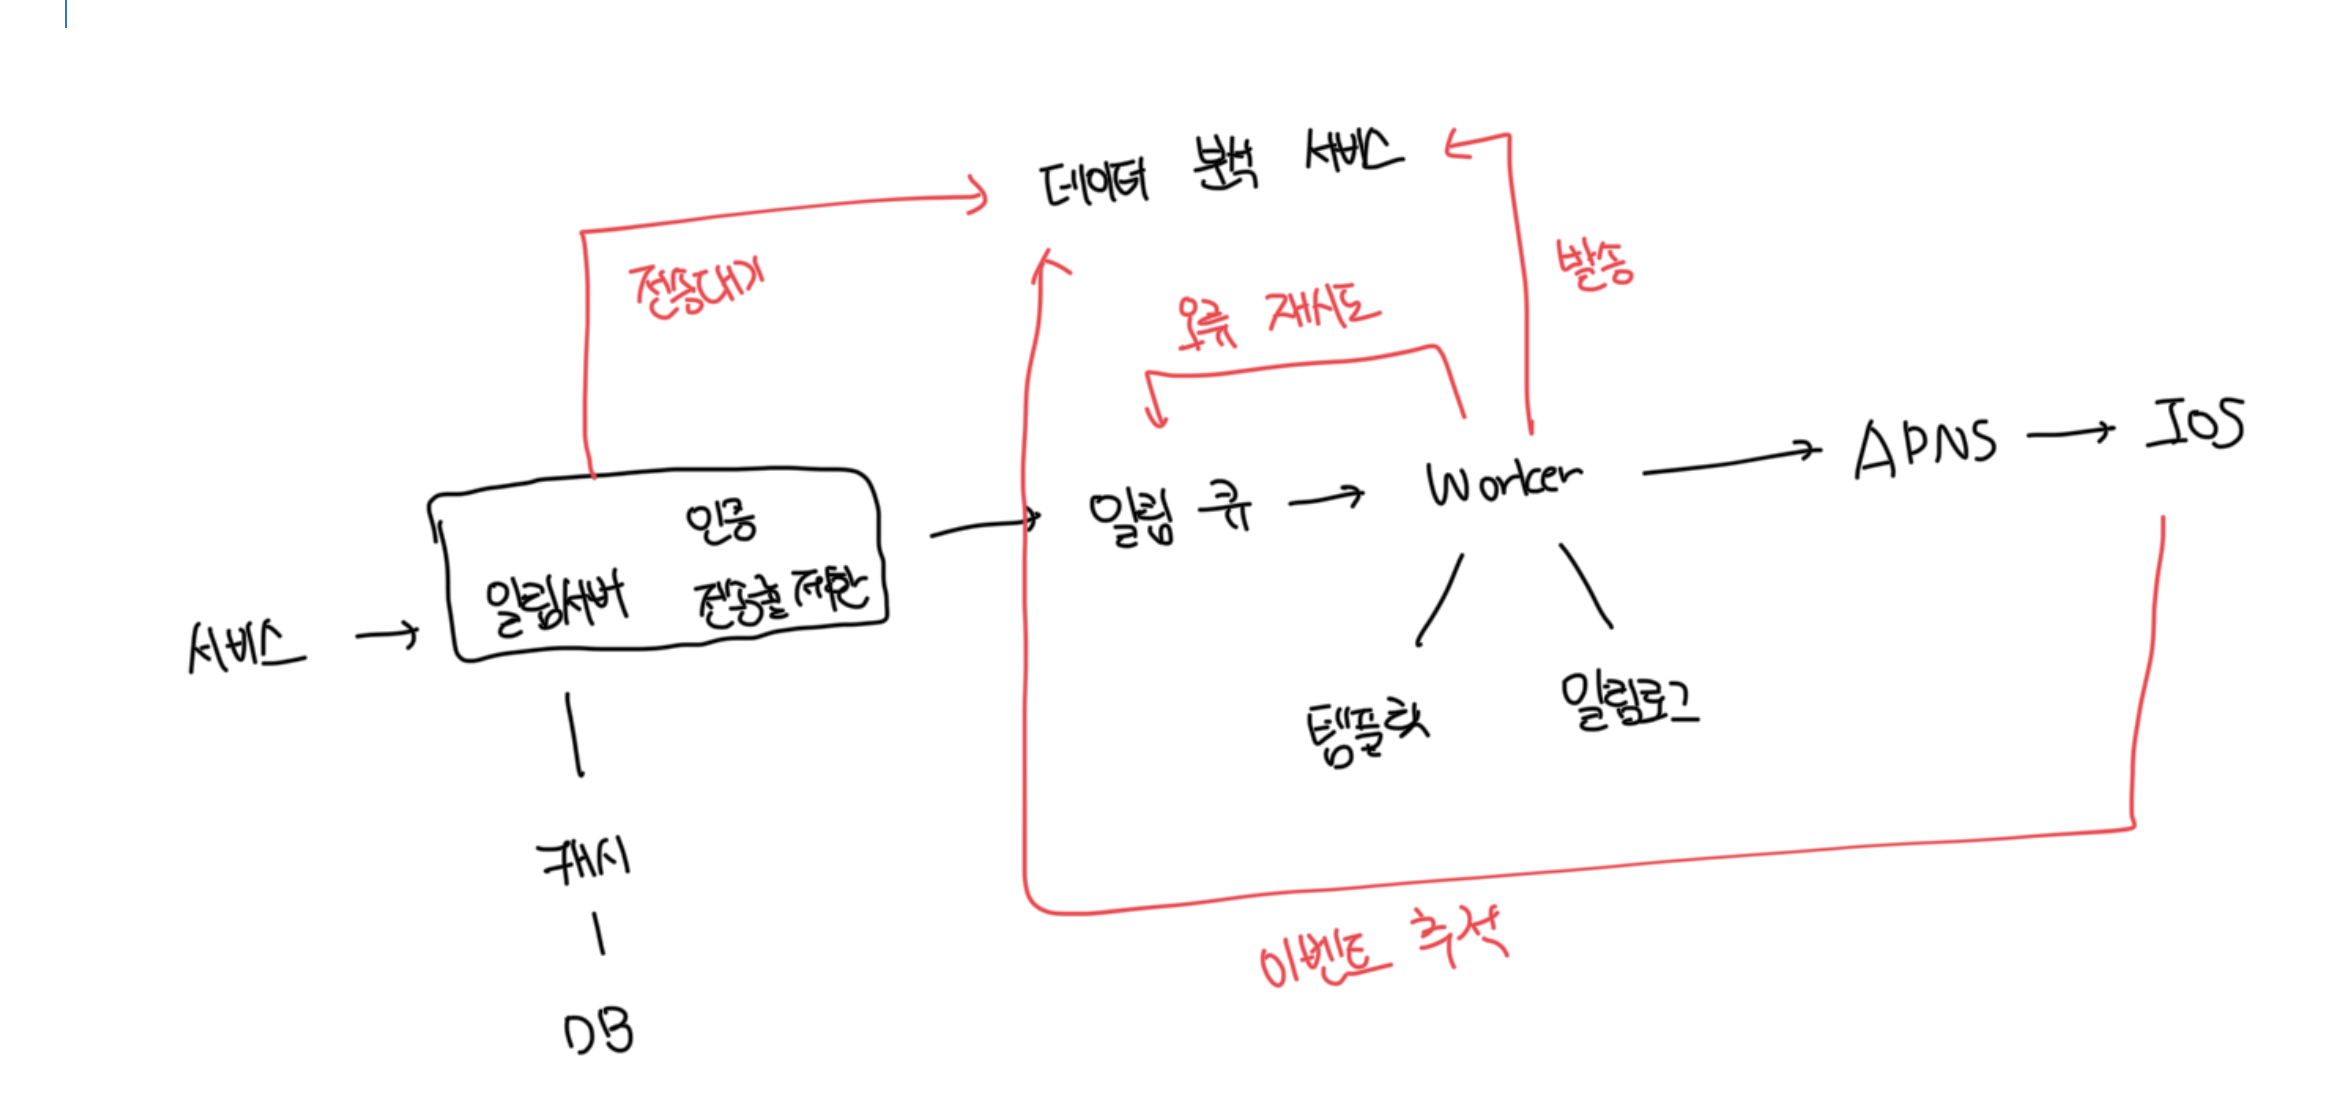 데이터 분석 서비스
전송대기
발송
오류 재시도
IOS
APNS
Worker
알림 큐
인증
알림서버 전송률 제한
서비스
템플릿
알림로그
캐시
이벤트 추적
DB